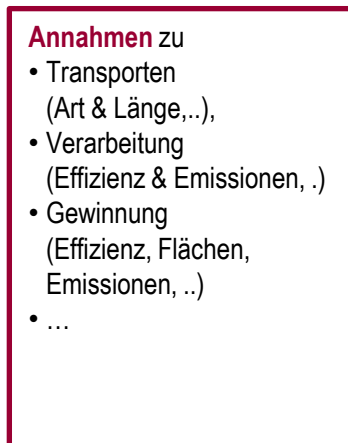 Annahmen zu
• Transporten
(Art & Länge,..),
• Verarbeitung
(Effizienz & Emissionen, .)
• Gewinnung
(Effizienz, Flächen,
Emissionen, ..)
• …